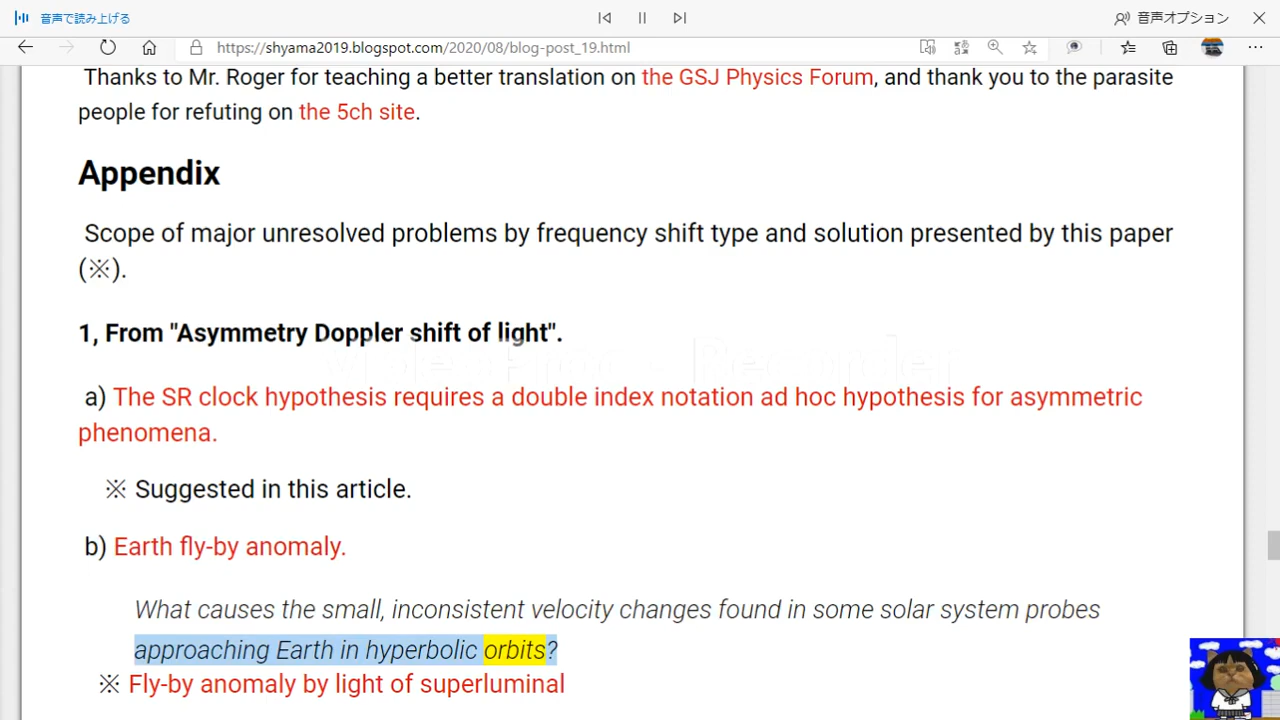 音声で読み上げる
音声オプション
https://shyama2019.blogspot.com/2020/08/blog-post_19.html
Thanks to Mr. Roger for teaching a better translation on the GSJ Physics Forum, and thank you to the parasite
people for refuting on the 5ch site.
Appendix
Scope of major unresolved problems by frequency shift type and solution presented by this paper
(※).
1, From "Asymmetry Doppler shift of light".
a) The SR clock hypothesis requires a double index notation ad hoc hypothesis for asymmetric
phenomena.
※ Suggested in this article.
b) Earth fly-by anomaly.
What causes the small, inconsistent velocity changes found in some solar system probes
approaching Earth in hyperbolic orbits?
※ Fly-by anomaly by light of superluminal